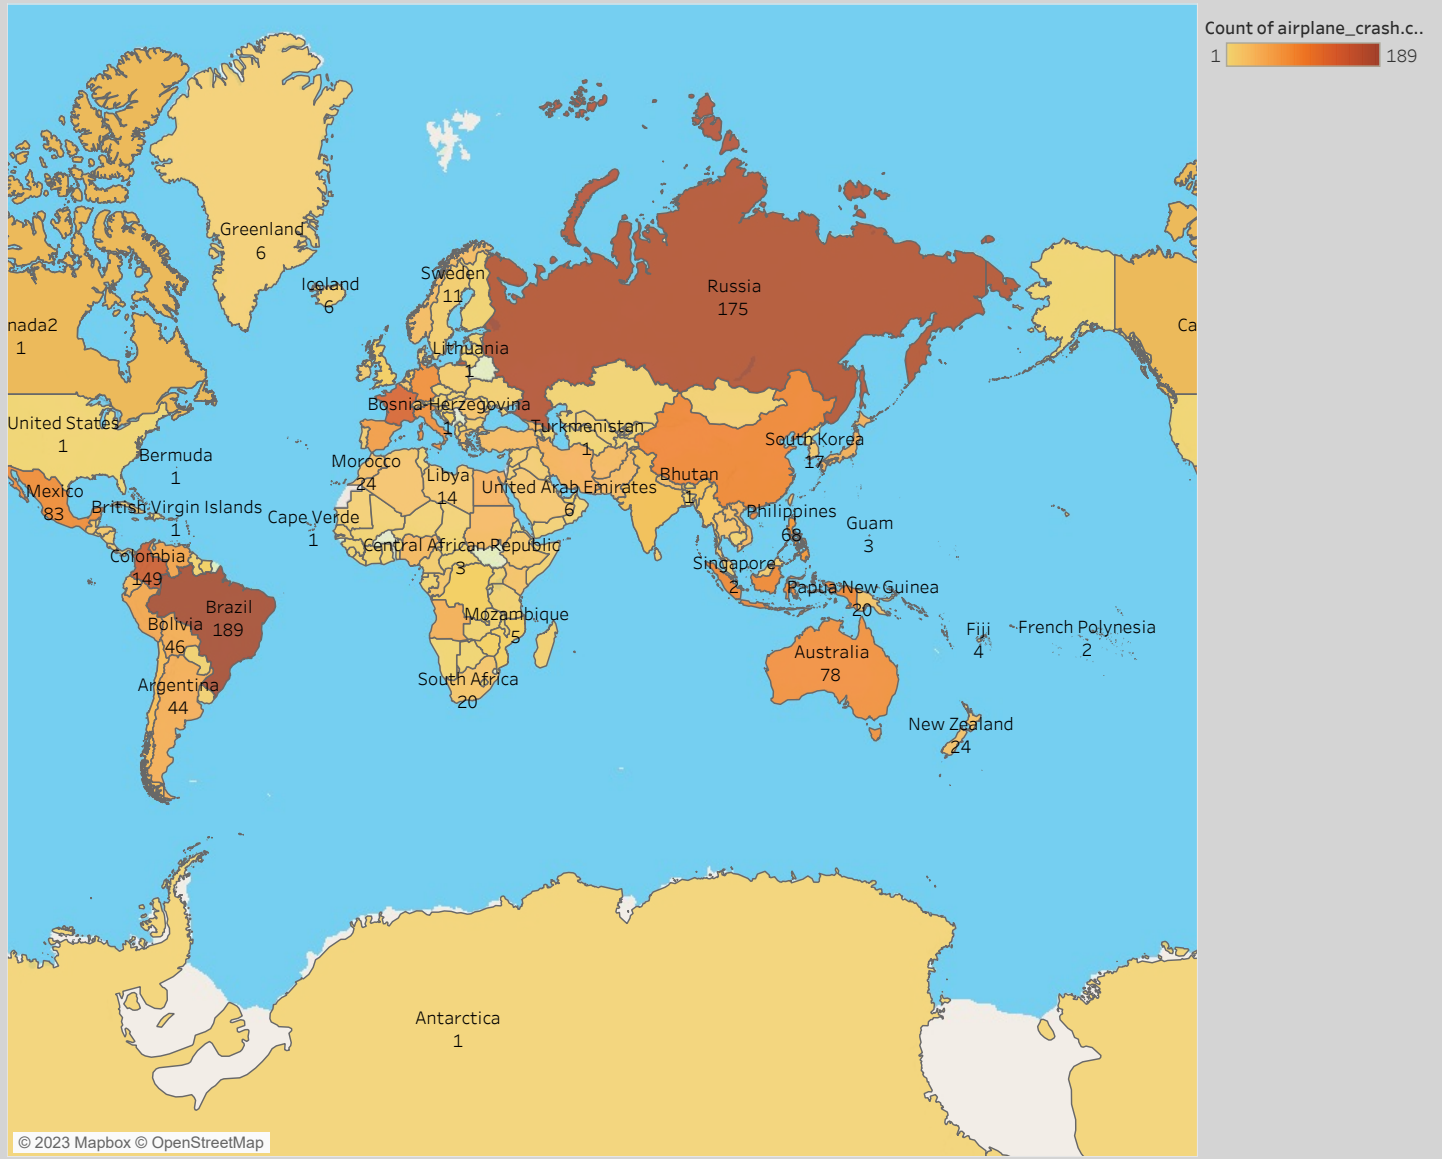 Count of airplane_crash.c..
1 189
Greenland
6
Iceland
6
Sweden
11
Russia
175
nada2
1
Ca
Lithuania
1
Bosnia-Herzegovina
1
United States
1
Turkmenistan
1
South Korea
17
Bermuda
1
Morocco
24
Libya
14
United Arab Emirates
6
Bhutan
1
Mexico
83
British Virgin Islands
1
Cape Verde
1
Philippines
68
Guam
3
Central African Republic
3
Colombia
149
Singapore
2
Papua New Guinea
20
Brazil
189
Mozambique
5
Bolivia
46
Fiji
4
French Polynesia
2
Australia
78
South Africa
20
Argentina
44
New Zealand
24
Antarctica
1
© 2023 Mapbox © OpenStreetMap